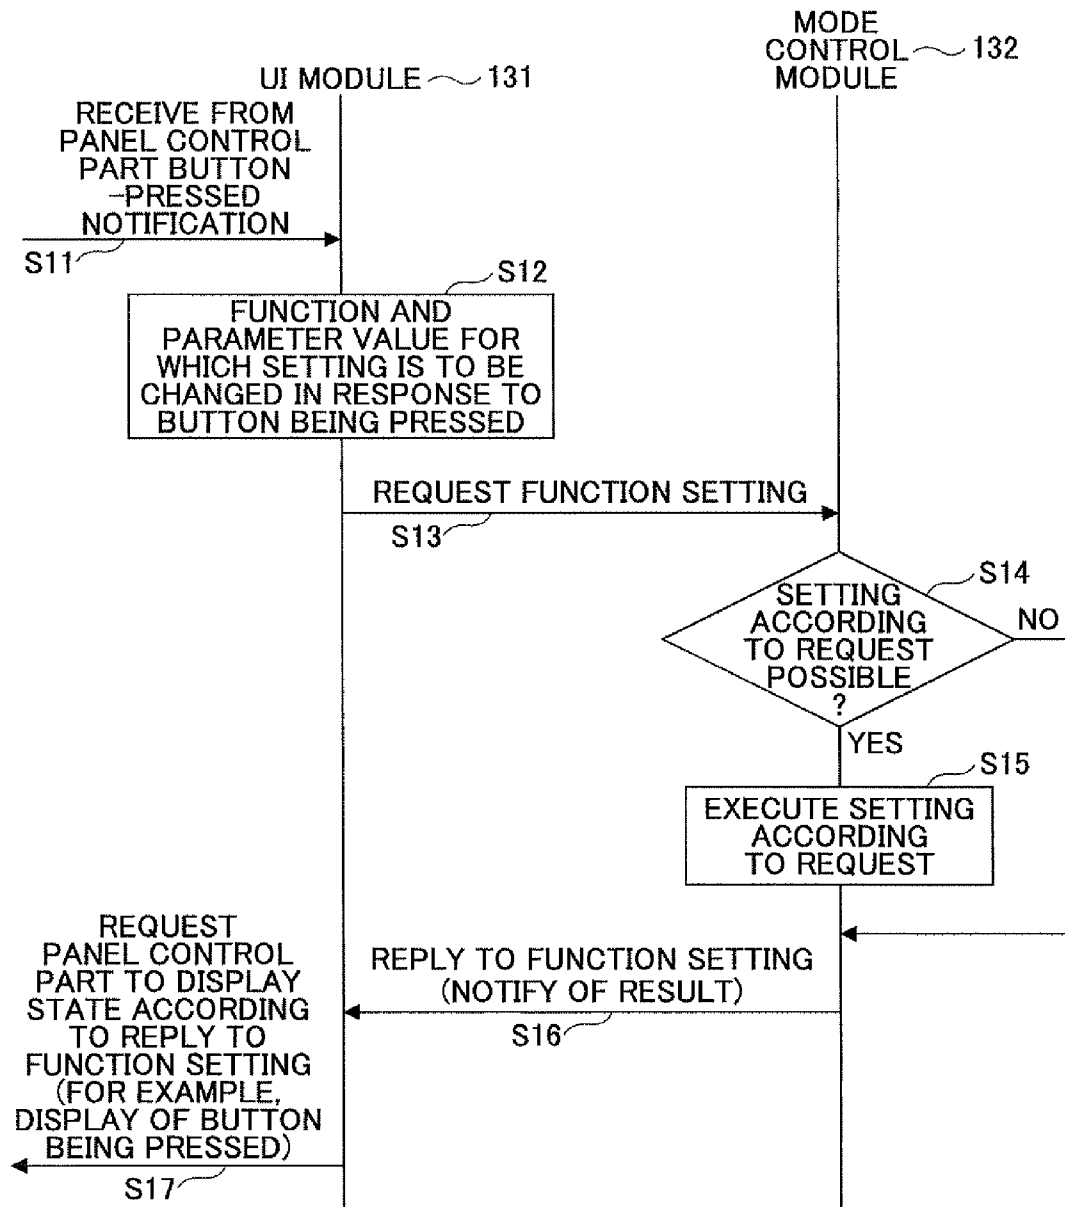 MODE
CONTROL 132
MODULE
UI MODULE 131
RECEIVE FROM
PANEL CONTROL
PART BUTTON
-PRESSED
NOTIFICATION
S11
S12
FUNCTION AND
PARAMETER VALUE FOR
WHICH SETTING IS TO BE
CHANGED IN RESPONSE TO
BUTTON BEING PRESSED
REQUEST FUNCTION SETTING
S13
S14
SETTING
ACCORDING
TO REQUEST
POSSIBLE
?
NO
YES
S15
EXECUTE SETTING
ACCORDING
TO REQUEST
REPLY TO FUNCTION SETTING
(NOTIFY OF RESULT)
S16
REQUEST
PANEL CONTROL
PART TO DISPLAY
STATE ACCORDING
TO REPLY TO
FUNCTION SETTING
(FOR EXAMPLE,
DISPLAY OF BUTTON
BEING PRESSED)
S17